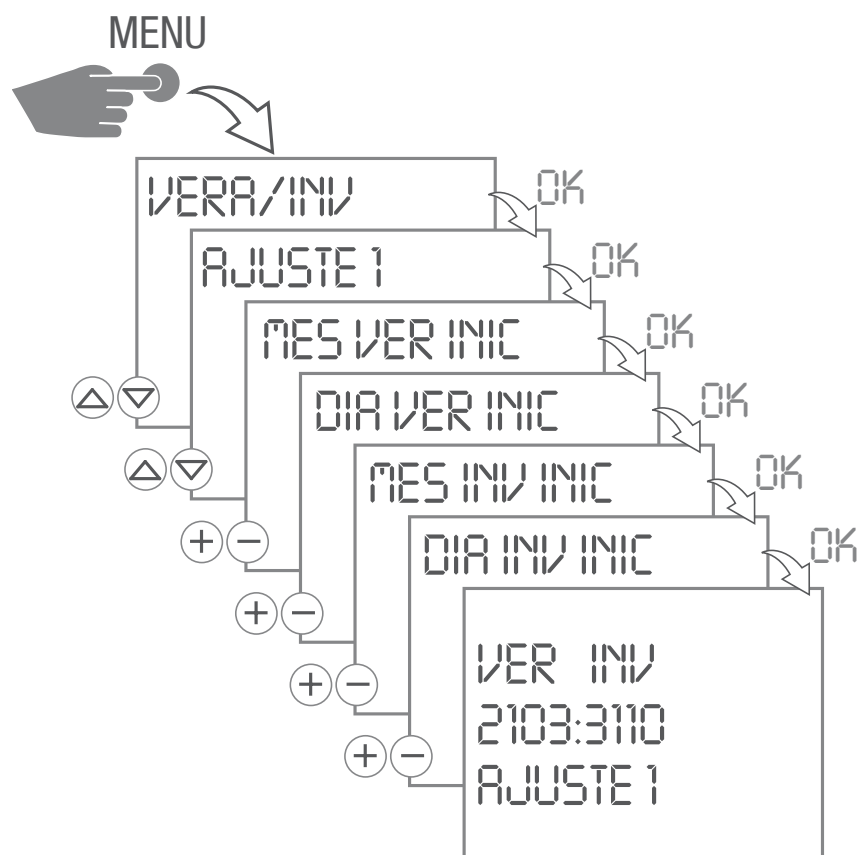 MENU
VERA/INV
OK
AJUSTE 1
OK
MES VER INIC
OK
DIA VER INIC
OK
MES INV INIC
OK
DIA INV INIC
OK
VER INV
2103:3110
AJUSTE 1